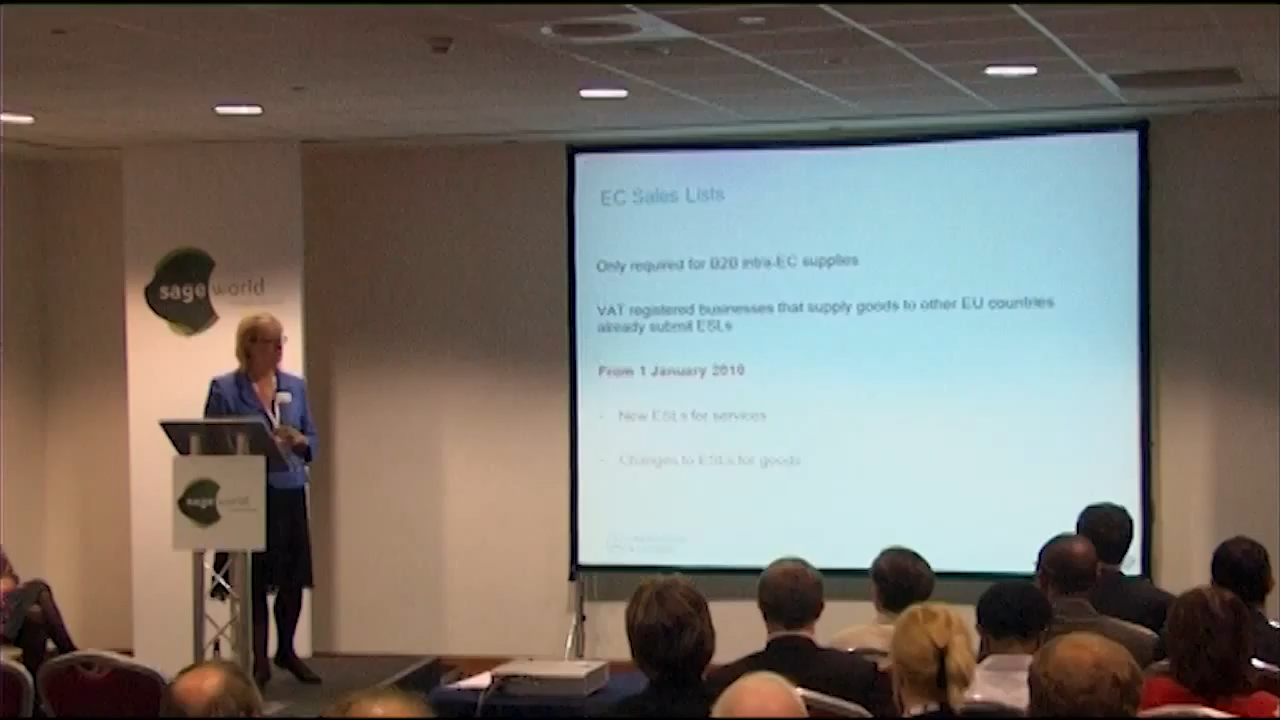 EC Sales Lists
Only required for B2B intra-EC supplies
VAT registered businesses that supply goods to other EU countries
already submit ESLs
From 1 January 2010
- New ESLs for services
- Changes to ESLs for goods
sage world
sage world